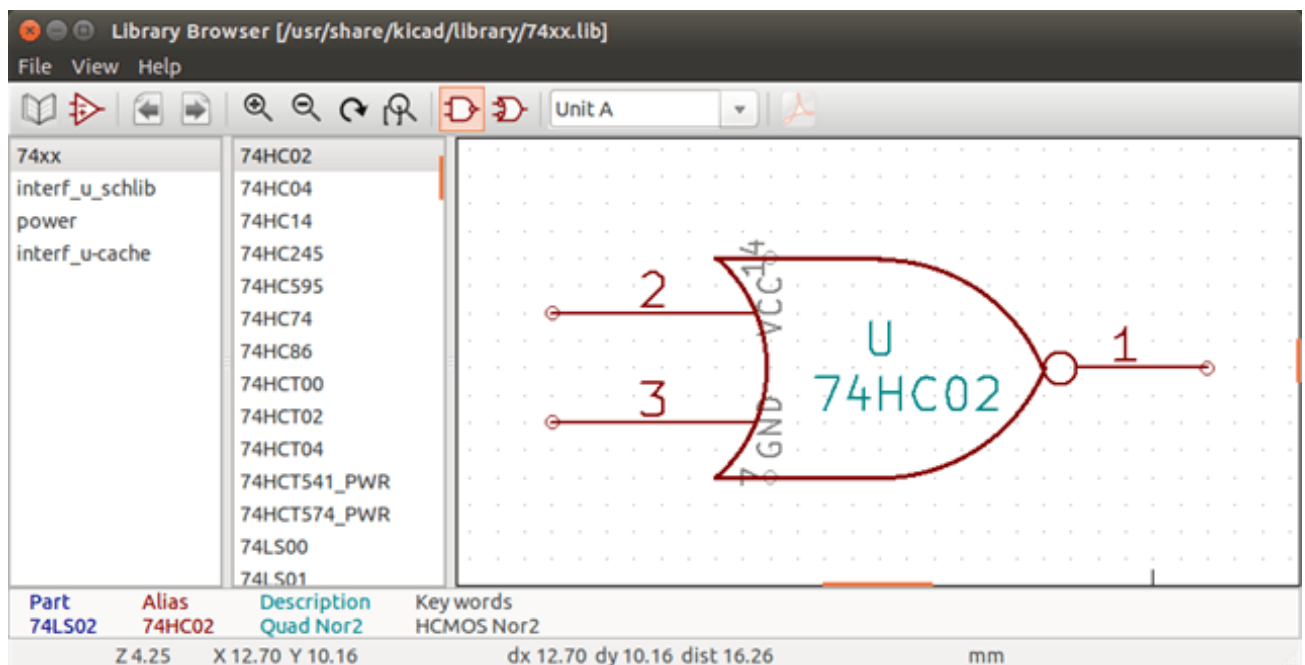 Library Browser [/usr/share/kicad/library/74xx.lib]
File View Help
Unit A
74xx
interf_u_schlib
power
interf_u-cache
74HC02
74HC04
74HC14
74HC245
74HC595
74HC74
74HC86
74HCT00
74HCT02
74HCT04
74HCT541_PWR
74HCT574_PWR
74LS00
74LS01
14
VCC
2
3
U
74HC02
1
GND
7
Part Alias Description Key words
74LS02 74HC02 Quad Nor2 HCMOS Nor2
Z 4.25 X 12.70 Y 10.16 dx 12.70 dy 10.16 dist 16.26 mm